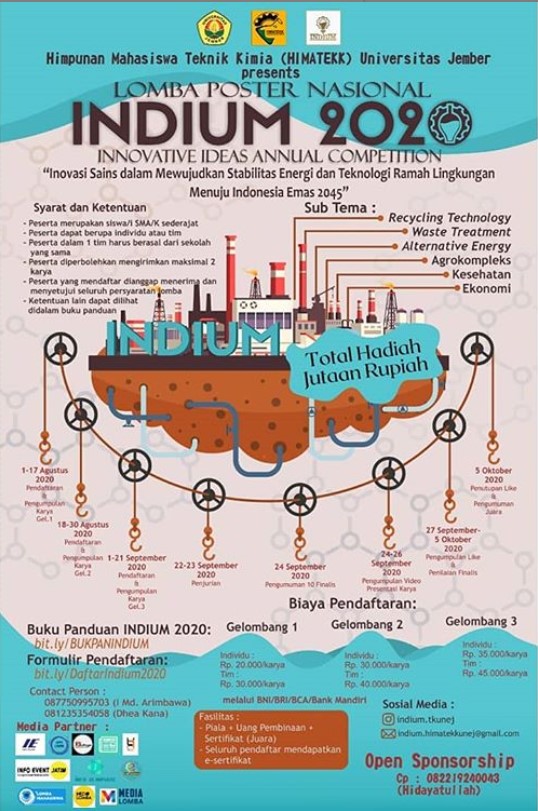 Himpunan Mahasiswa Teknik Kimia (HIMATEKK) Universitas Jember
presents
LOMBA POSTER NASIONAL
INDIUM 2020
INNOVATIVE IDEAS ANNUAL COMPETITION
"Inovasi Sains dalam Mewujudkan Stabilitas Energi dan Teknologi Ramah Lingkungan
Menuju Indonesia Emas 2045"
Syarat dan Ketentuan
- Peserta merupakan siswa/i SMA/K sederajat
- Peserta dapat berupa individu atau tim
- Peserta dalam 1 tim harus berasal dari sekolah
yang sama
- Peserta diperbolehkan mengirimkan maksimal 2
karya
- Peserta yang mendaftar dianggap menerima dan
menyetujui seluruh persyaratan lomba
- Ketentuan lain dapat dilihat
didalam buku panduan
Sub Tema :
Recycling Technology
Waste Treatment
Alternative Energy
Agrokompleks
Kesehatan
Ekonomi
INDIUM
Total Hadiah
Jutaan Rupiah
1-17 Agustus
2020
Pendaftaran
&
Pengumpulan
Karya
Gel.1
18-30 Agustus
2020
Pendaftaran
&
Pengumpulan
Karya
Gel.2
1-21 September
2020
Pendaftaran
&
Pengumpulan
Karya
Gel.3
22-23 September
2020
Penjurian
24 September
2020
Pengumuman 10 Finalis
24-26
September
2020
Pengumpulan Video
Presentasi Karya
27 September-
5 Oktober
2020
Pengumpulan Like
&
Penilaian Finalis
5 Oktober
2020
Penutupan Like
&
Pengumuman
Juara
Biaya Pendaftaran:
Gelombang 1
Individu :
Rp. 20.000/karya
Tim :
Rp. 30.000/karya
Gelombang 2
Individu :
Rp. 30.000/karya
Tim :
Rp. 40.000/karya
Gelombang 3
Individu :
Rp. 35.000/karya
Tim :
Rp. 45.000/karya
melalui BNI/BRI/BCA/Bank Mandiri
Buku Panduan INDIUM 2020:
bit.ly/BUKPANINDIUM
Formulir Pendaftaran:
bit.ly/DaftarIndium2020
Contact Person :
087750995703 (I Md. Arimbawa)
081235354058 (Dhea Kana)
Media Partner :
INFO EVENT JATIM
LOMBA
MAHASISWA
MEDIA
LOMBA
Fasilitas :
- Piala + Uang Pembinaan +
Sertifikat (Juara)
- Seluruh pendaftar mendapatkan
e-sertifikat
Sosial Media :
indium.tkunej
indium.himatekkunej@gmail.com
Open Sponsorship
Cp : 082219240043
(Hidayatullah)